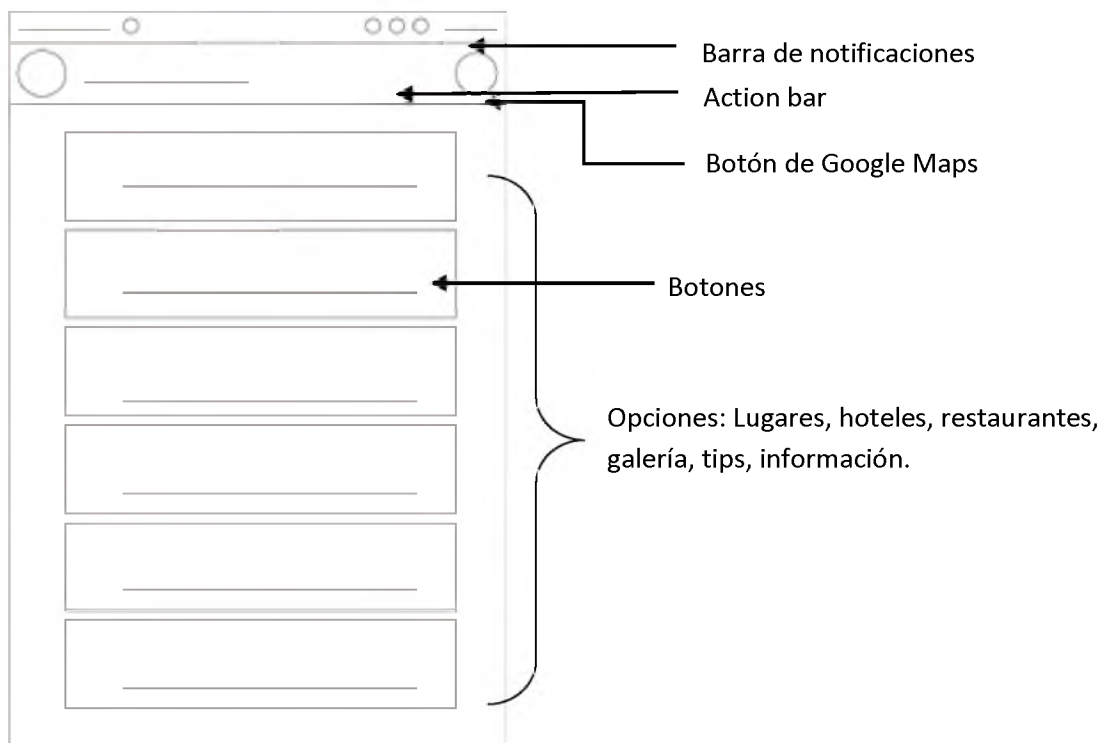 Barra de notificaciones
Action bar
Botón de Google Maps
Botones
Opciones: Lugares, hoteles, restaurantes,
galería, tips, información.